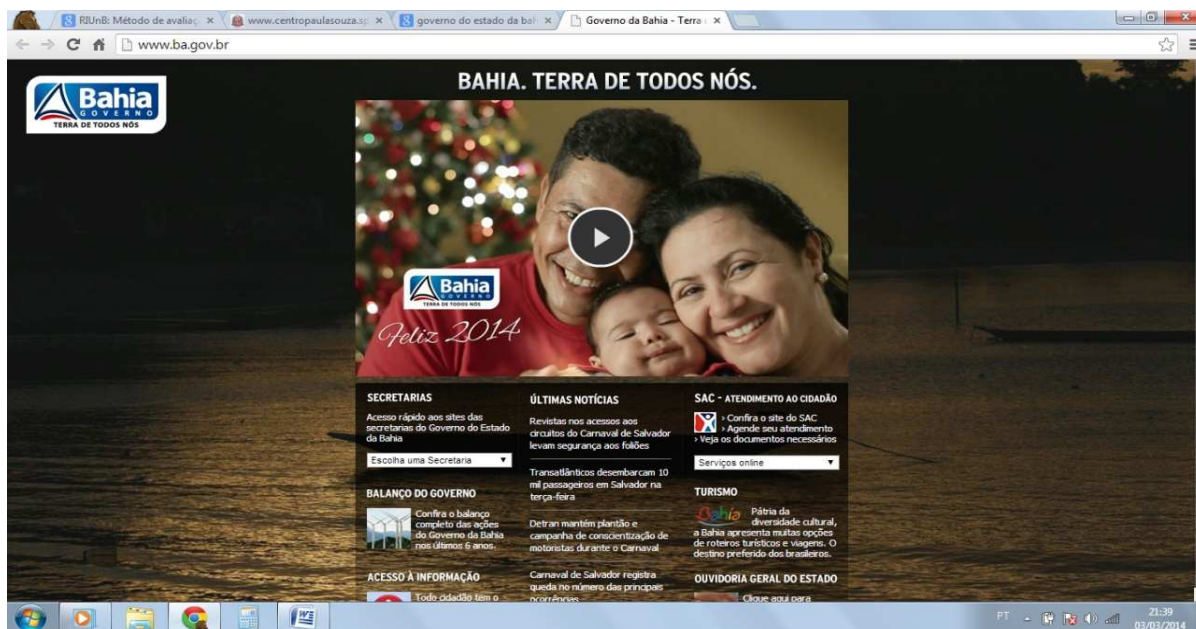 RIUnB: Método de avaliaç
www.centropaulasouza.sp
governo do estado da bah
Governo da Bahia - Terra
www.ba.gov.br
Bahia
GOVERNO
TERRA DE TODOS NÓS
BAHIA. TERRA DE TODOS NÓS.
Bahia
GOVERNO
TERRA DE TODOS NÓS
Feliz 2014
SECRETARIAS
Acesso rápido aos sites das
secretarias do Governo do Estado
da Bahia
Escolha uma Secretaria
BALANÇO DO GOVERNO
Confira o balanço
completo das ações
do Governo da Bahia
nos últimos 6 anos.
ACESSO À INFORMAÇÃO
Todo cidadão tem o
ÚLTIMAS NOTÍCIAS
Revistas nos acessos aos
circuitos do Carnaval de Salvador
levam segurança aos foliões
Transatlânticos desembarcam 10
mil passageiros em Salvador na
terça-feira
Detran mantém plantão e
campanha de conscientização de
motoristas durante o Carnaval
Carnaval de Salvador registra
queda no número das principais
ocorrências
SAC - ATENDIMENTO AO CIDADÃO
› Confira o site do SAC
› Agende seu atendimento
› Veja os documentos necessários
Serviços online
TURISMO
Bahia
Pátria da
diversidade cultural,
a Bahia apresenta muitas opções
de roteiros turísticos e viagens. O
destino preferido dos brasileiros.
OUVIDORIA GERAL DO ESTADO
Clique aqui para
PT
21:39
03/03/2014